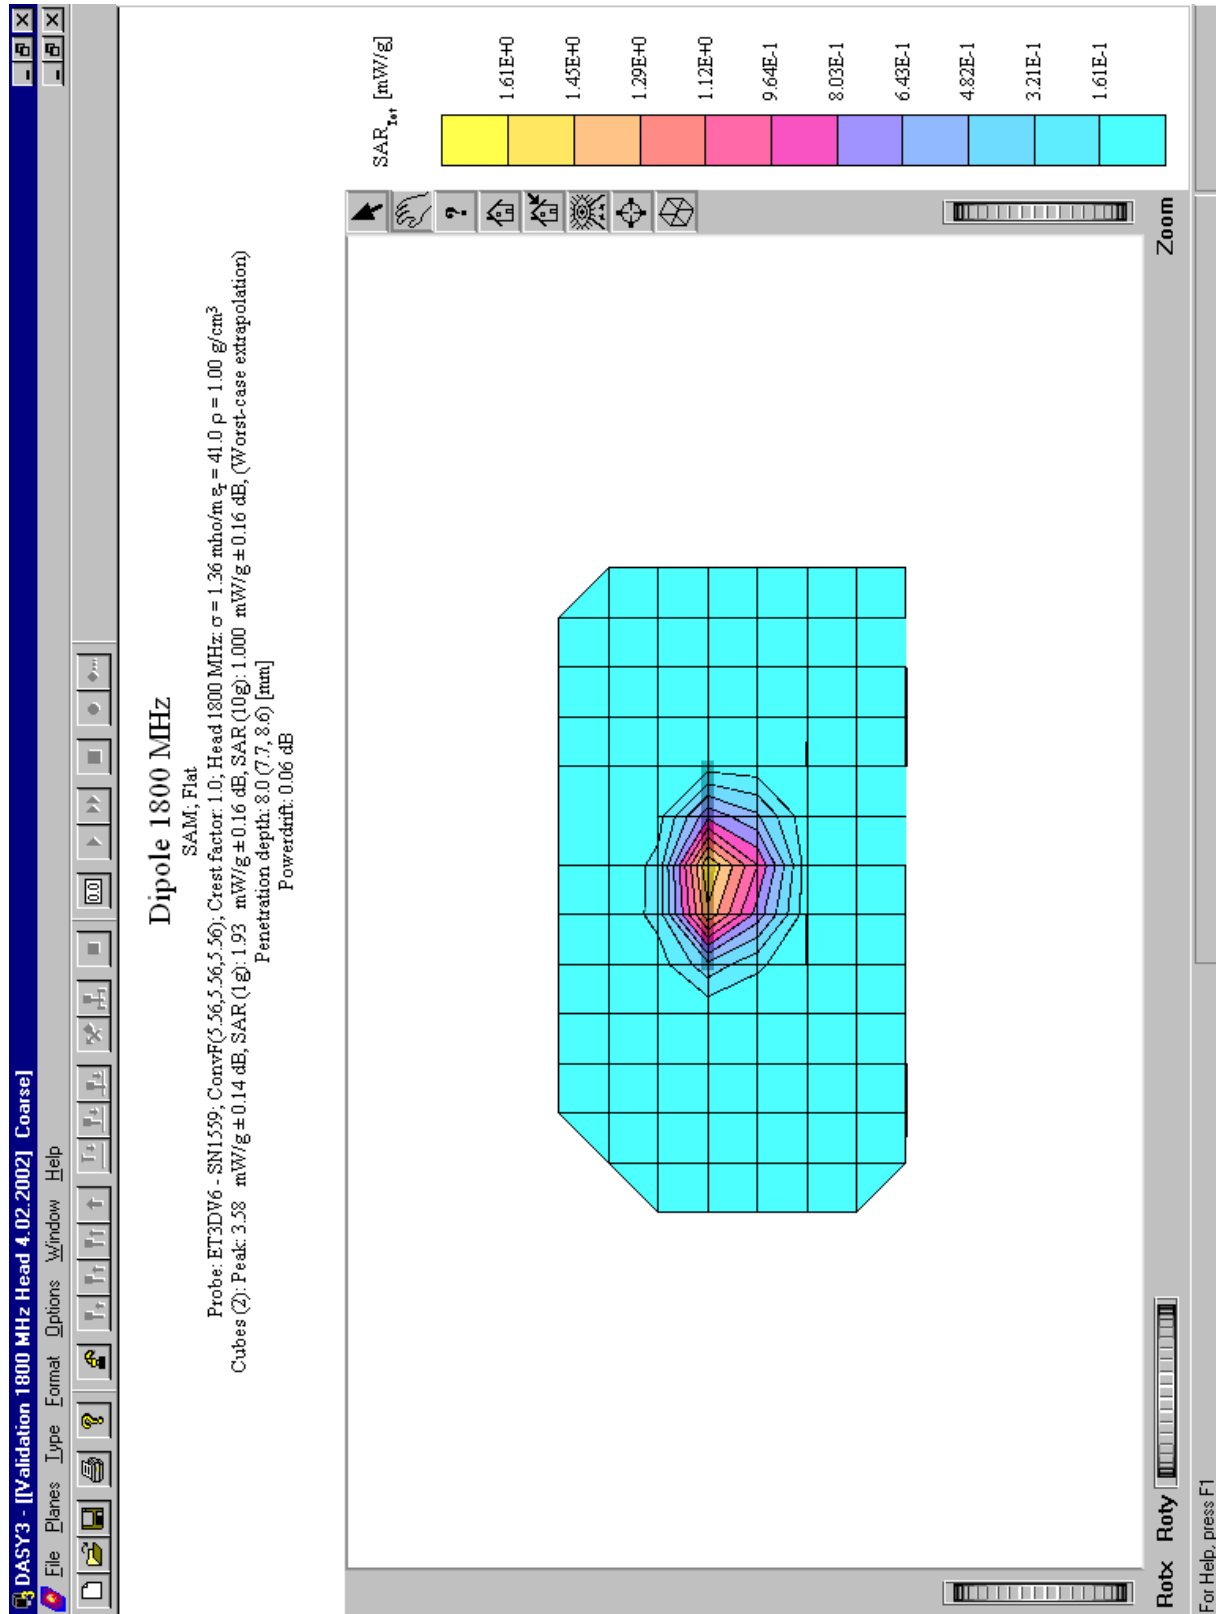 DASY3 - [[Validation 1800 MHz Head 4.02.2002] Coarse]
File Planes Type Format Options Window Help
0.0
Dipole 1800 MHz
SAM; Flat
Probe: ET3DV6 - SN1559; ConvF(5.56,5.56,5.56); Crest factor: 1.0; Head 1800 MHz: σ = 1.36 mho/m εr = 41.0 ρ = 1.00 g/cm³
Cubes (2): Peak: 3.58 mW/g ± 0.14 dB, SAR (1g): 1.93 mW/g ± 0.16 dB, SAR (10g): 1.000 mW/g ± 0.16 dB, (Worst-case extrapolation)
Penetration depth: 8.0 (7.7, 8.6) [mm]
Powerdrift: 0.06 dB
SARTot [mW/g]
1.61E+0
1.45E+0
1.29E+0
1.12E+0
9.64E-1
8.03E-1
6.43E-1
4.82E-1
3.21E-1
1.61E-1
Rotx Roty Zoom
For Help, press F1